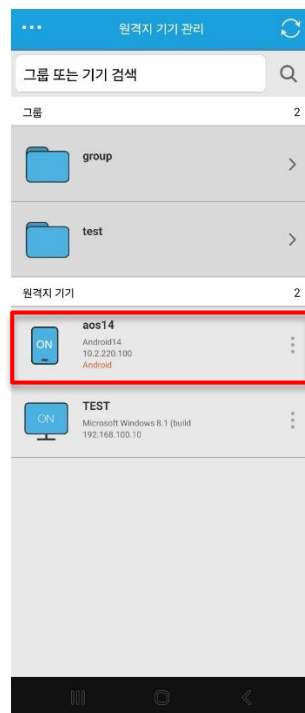 원격지 기기 관리
그룹 또는 기기 검색
그룹 2
group
test
원격지 기기 2
ON
aos14
Android14
10.2.220.100
Android
ON
TEST
Microsoft Windows 8.1 (build
192.168.100.10